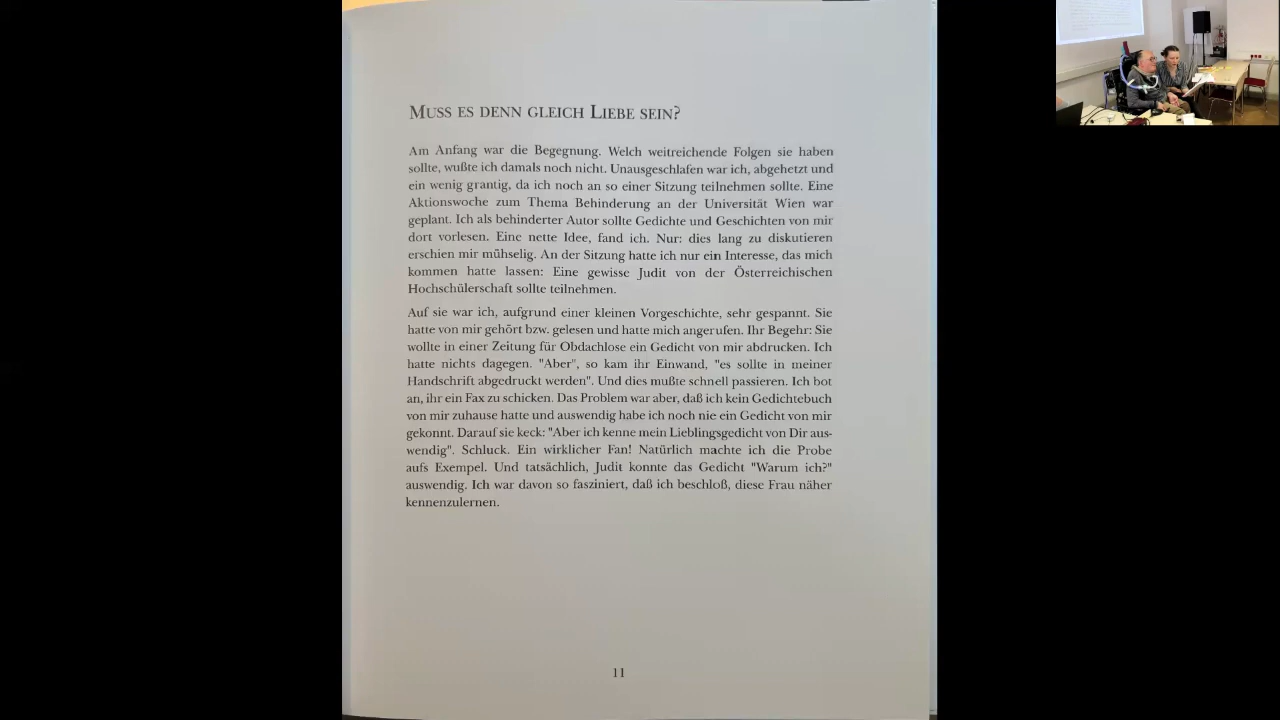 MUSS ES DENN GLEICH LIEBE SEIN?
Am Anfang war die Begegnung. Welch weitreichende Folgen sie haben
sollte, wußte ich damals noch nicht. Unausgeschlafen war ich, abgehetzt und
ein wenig grantig, da ich noch an so einer Sitzung teilnehmen sollte. Eine
Aktionswoche zum Thema Behinderung an der Universität Wien war
geplant. Ich als behinderter Autor sollte Gedichte und Geschichten von mir
dort vorlesen. Eine nette Idee, fand ich. Nur: dies lang zu diskutieren
erschien mir mühselig. An der Sitzung hatte ich nur ein Interesse, das mich
kommen hatte lassen: Eine gewisse Judit von der Österreichischen
Hochschülerschaft sollte teilnehmen.
Auf sie war ich, aufgrund einer kleinen Vorgeschichte, sehr gespannt. Sie
hatte von mir gehört bzw. gelesen und hatte mich angerufen. Ihr Begehr: Sie
wollte in einer Zeitung für Obdachlose ein Gedicht von mir abdrucken. Ich
hatte nichts dagegen. "Aber", so kam ihr Einwand, "es sollte in meiner
Handschrift abgedruckt werden". Und dies mußte schnell passieren. Ich bot
an, ihr ein Fax zu schicken. Das Problem war aber, daß ich kein Gedichtebuch
von mir zuhause hatte und auswendig habe ich noch nie ein Gedicht von mir
gekonnt. Darauf sie keck: "Aber ich kenne mein Lieblingsgedicht von Dir aus-
wendig". Schluck. Ein wirklicher Fan! Natürlich machte ich die Probe
aufs Exempel. Und tatsächlich, Judit konnte das Gedicht "Warum ich?"
auswendig. Ich war davon so fasziniert, daß ich beschloß, diese Frau näher
kennenzulernen.
11